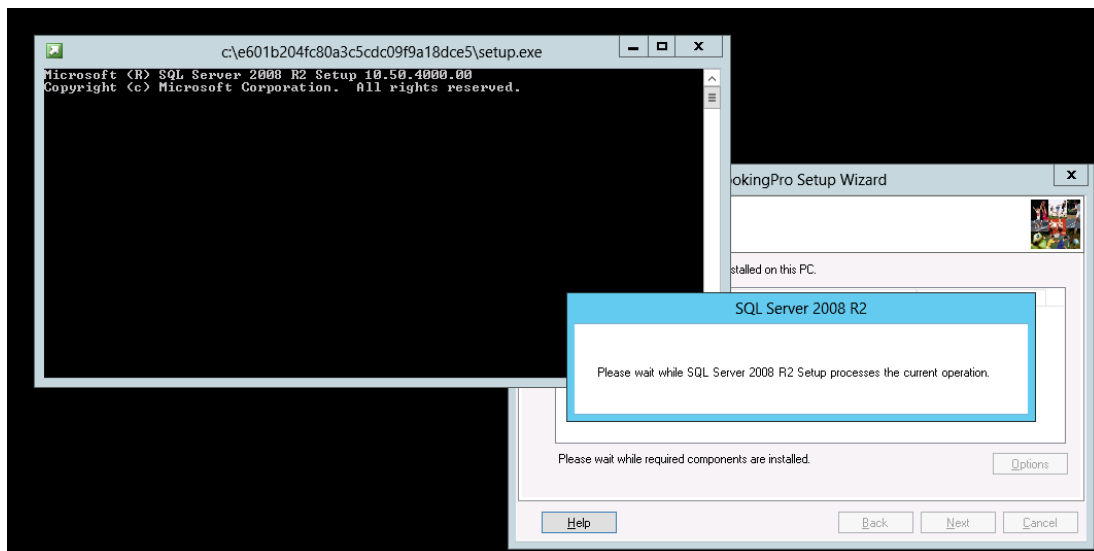 c:\e601b204fc80a3c5cdc09f9a18dce5\setup.exe
Microsoft (R) SQL Server 2008 R2 Setup 10.50.4000.00
Copyright (c) Microsoft Corporation.  All rights reserved.
okingPro Setup Wizard
stalled on this PC.
SQL Server 2008 R2
Please wait while SQL Server 2008 R2 Setup processes the current operation.
Please wait while required components are installed.
Options
Help
Back
Next
Cancel